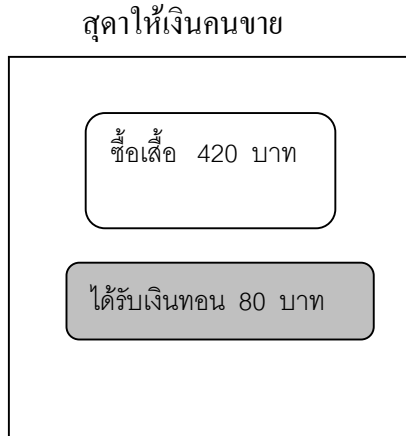 สุดาให้เงินคนขาย
ซื้อเสื้อ 420 บาท
ได้รับเงินทอน 80 บาท